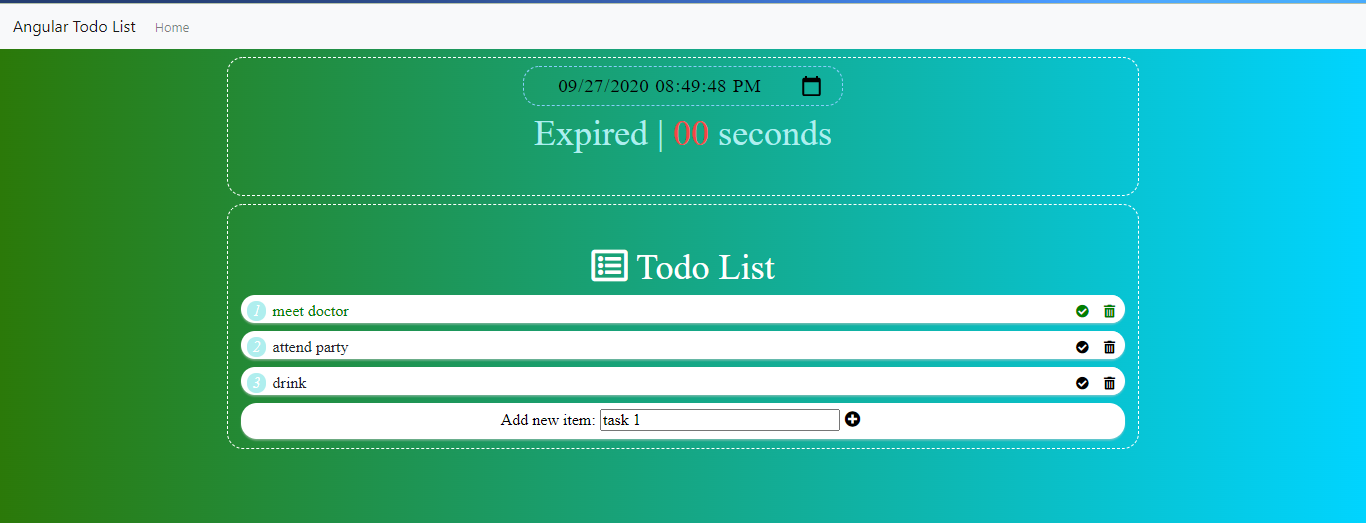 Angular Todo List Home
09/27/2020 08:49:48 PM
Expired | 00 seconds
Todo List
1 meet doctor
2 attend party
3 drink
Add new item: task 1